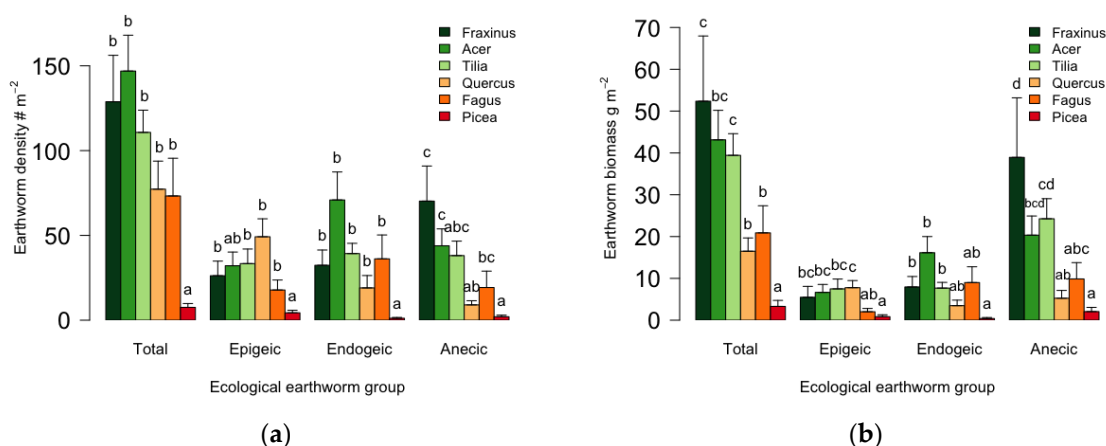 Earthworm density # m⁻²
150
100
50
0
b
b
b
b
b
a
b
ab
b
b
b
a
b
b
b
b
b
a
c
c
abc
ab
bc
a
Fraxinus
Acer
Tilia
Quercus
Fagus
Picea
Total Epigeic Endogeic Anecic
Ecological earthworm group
(a)
Earthworm biomass g m⁻²
70
60
50
40
30
20
10
0
c
bc
c
b
b
a
bc
bc
bc
c
ab
a
b
b
b
ab
ab
a
d
bcd
cd
ab
abc
a
Fraxinus
Acer
Tilia
Quercus
Fagus
Picea
Total Epigeic Endogeic Anecic
Ecological earthworm group
(b)